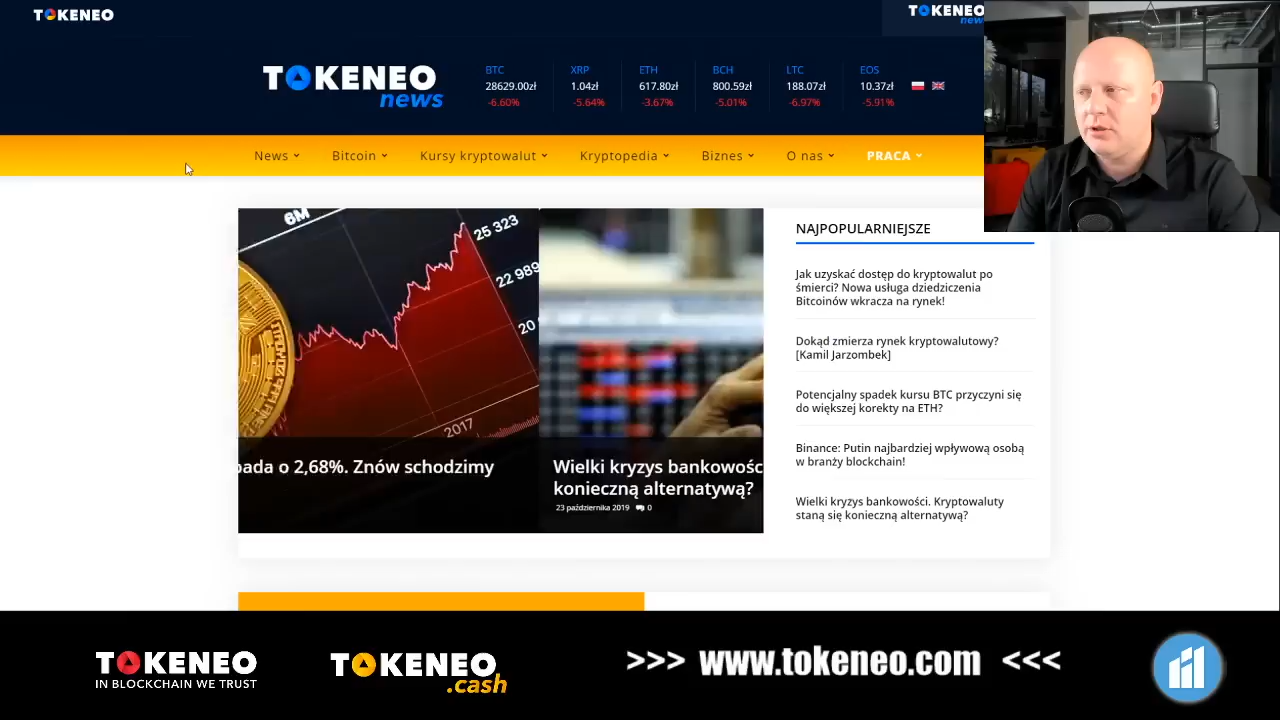 TOKENEO
TOKENEO
news
TOKENEO
news
BTC
28629.00zł
-6.60%
XRP
1.04zł
-5.64%
ETH
617.80zł
-3.67%
BCH
800.59zł
-5.01%
LTC
188.07zł
-6.97%
EOS
10.37zł
-5.91%
News
Bitcoin
Kursy kryptowalut
Kryptopedia
Biznes
O nas
PRACA
6M
25 323
22 989
20
2017
pada o 2,68%. Znów schodzimy
Wielki kryzys bankowośc
konieczną alternatywą?
23 października 2019
0
NAJPOPULARNIEJSZE
Jak uzyskać dostęp do kryptowalut po
śmierci? Nowa usługa dziedziczenia
Bitcoinów wkracza na rynek!
Dokąd zmierza rynek kryptowalutowy?
[Kamil Jarzombek]
Potencjalny spadek kursu BTC przyczyni się
do większej korekty na ETH?
Binance: Putin najbardziej wpływową osobą
w branży blockchain!
Wielki kryzys bankowości. Kryptowaluty
staną się konieczną alternatywą?
TOKENEO
IN BLOCKCHAIN WE TRUST
TOKENEO
.cash
>>> www.tokeneo.com <<<